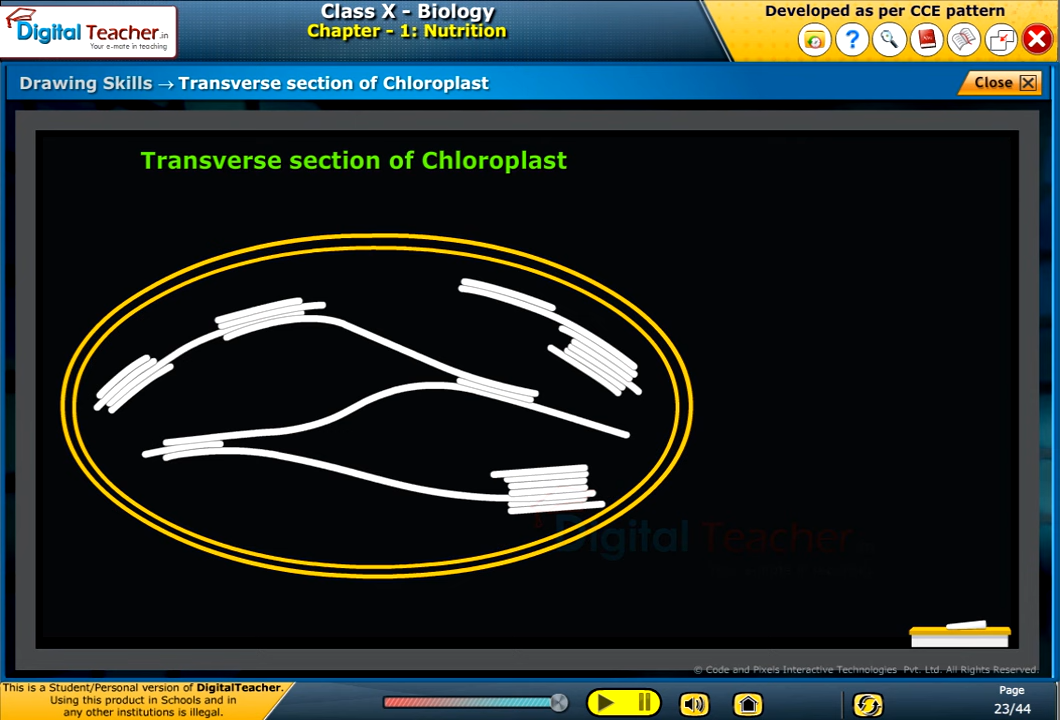 Digital Teacher.in
Your e-mate in teaching
Class X - Biology
Chapter - 1: Nutrition
Developed as per CCE pattern
?
Drawing Skills → Transverse section of Chloroplast
Close
Transverse section of Chloroplast
Digital Teacher.in
© Code and Pixels Interactive Technologies Pvt. Ltd. All Rights Reserved.
This is a Student/Personal version of DigitalTeacher.
Using this product in Schools and in
any other institutions is illegal.
Page
23/44